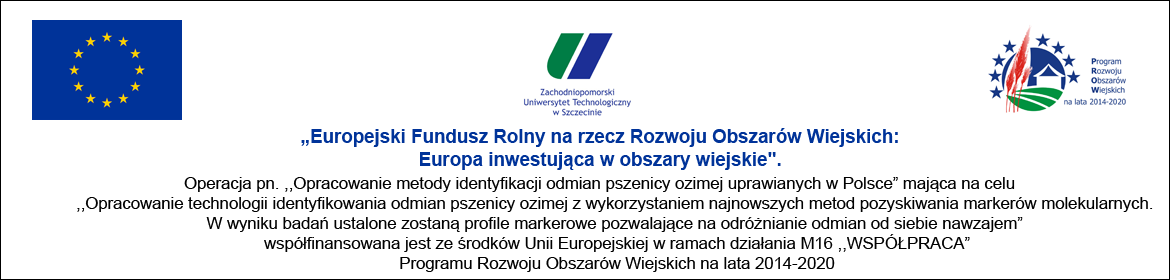 Zachodniopomorski
Uniwersytet Technologiczny
w Szczecinie
Program
Rozwoju
Obszarów
Wiejskich
na lata 2014-2020
„Europejski Fundusz Rolny na rzecz Rozwoju Obszarów Wiejskich:
Europa inwestująca w obszary wiejskie".
Operacja pn. ,,Opracowanie metody identyfikacji odmian pszenicy ozimej uprawianych w Polsce” mająca na celu
,,Opracowanie technologii identyfikowania odmian pszenicy ozimej z wykorzystaniem najnowszych metod pozyskiwania markerów molekularnych.
W wyniku badań ustalone zostaną profile markerowe pozwalające na odróżnianie odmian od siebie nawzajem”
współfinansowana jest ze środków Unii Europejskiej w ramach działania M16 ,,WSPÓŁPRACA”
Programu Rozwoju Obszarów Wiejskich na lata 2014-2020